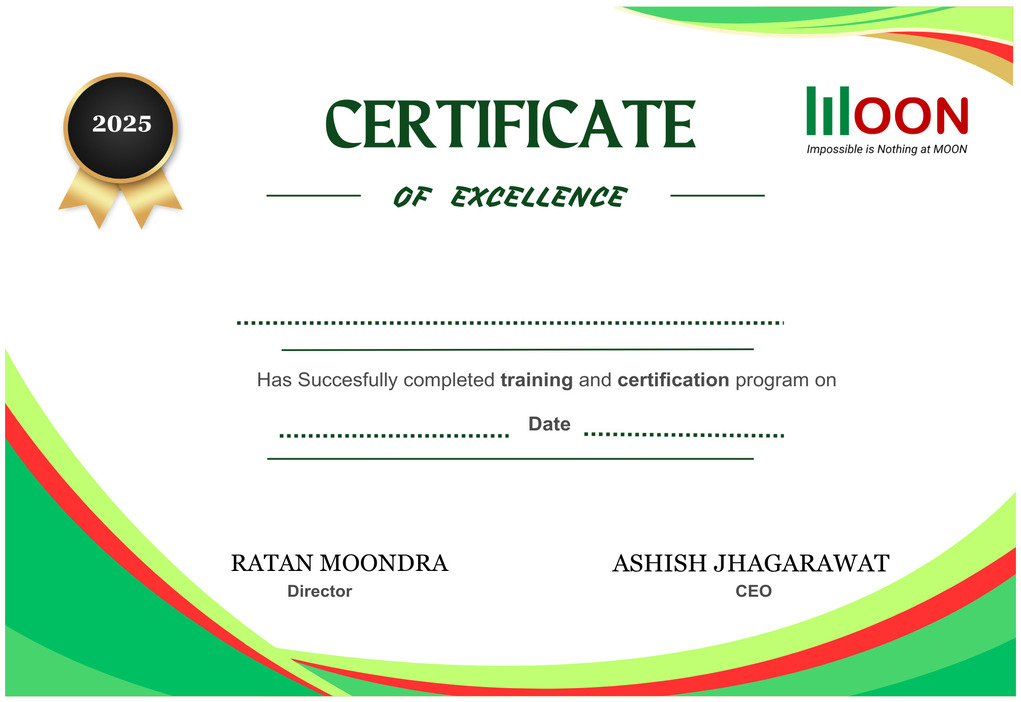 2025
CERTIFICATE
MOON
Impossible is Nothing at MOON
OF EXCELLENCE
Has Succesfully completed training and certification program on
Date
RATAN MOONDRA
ASHISH JHAGARAWAT
Director
CEO